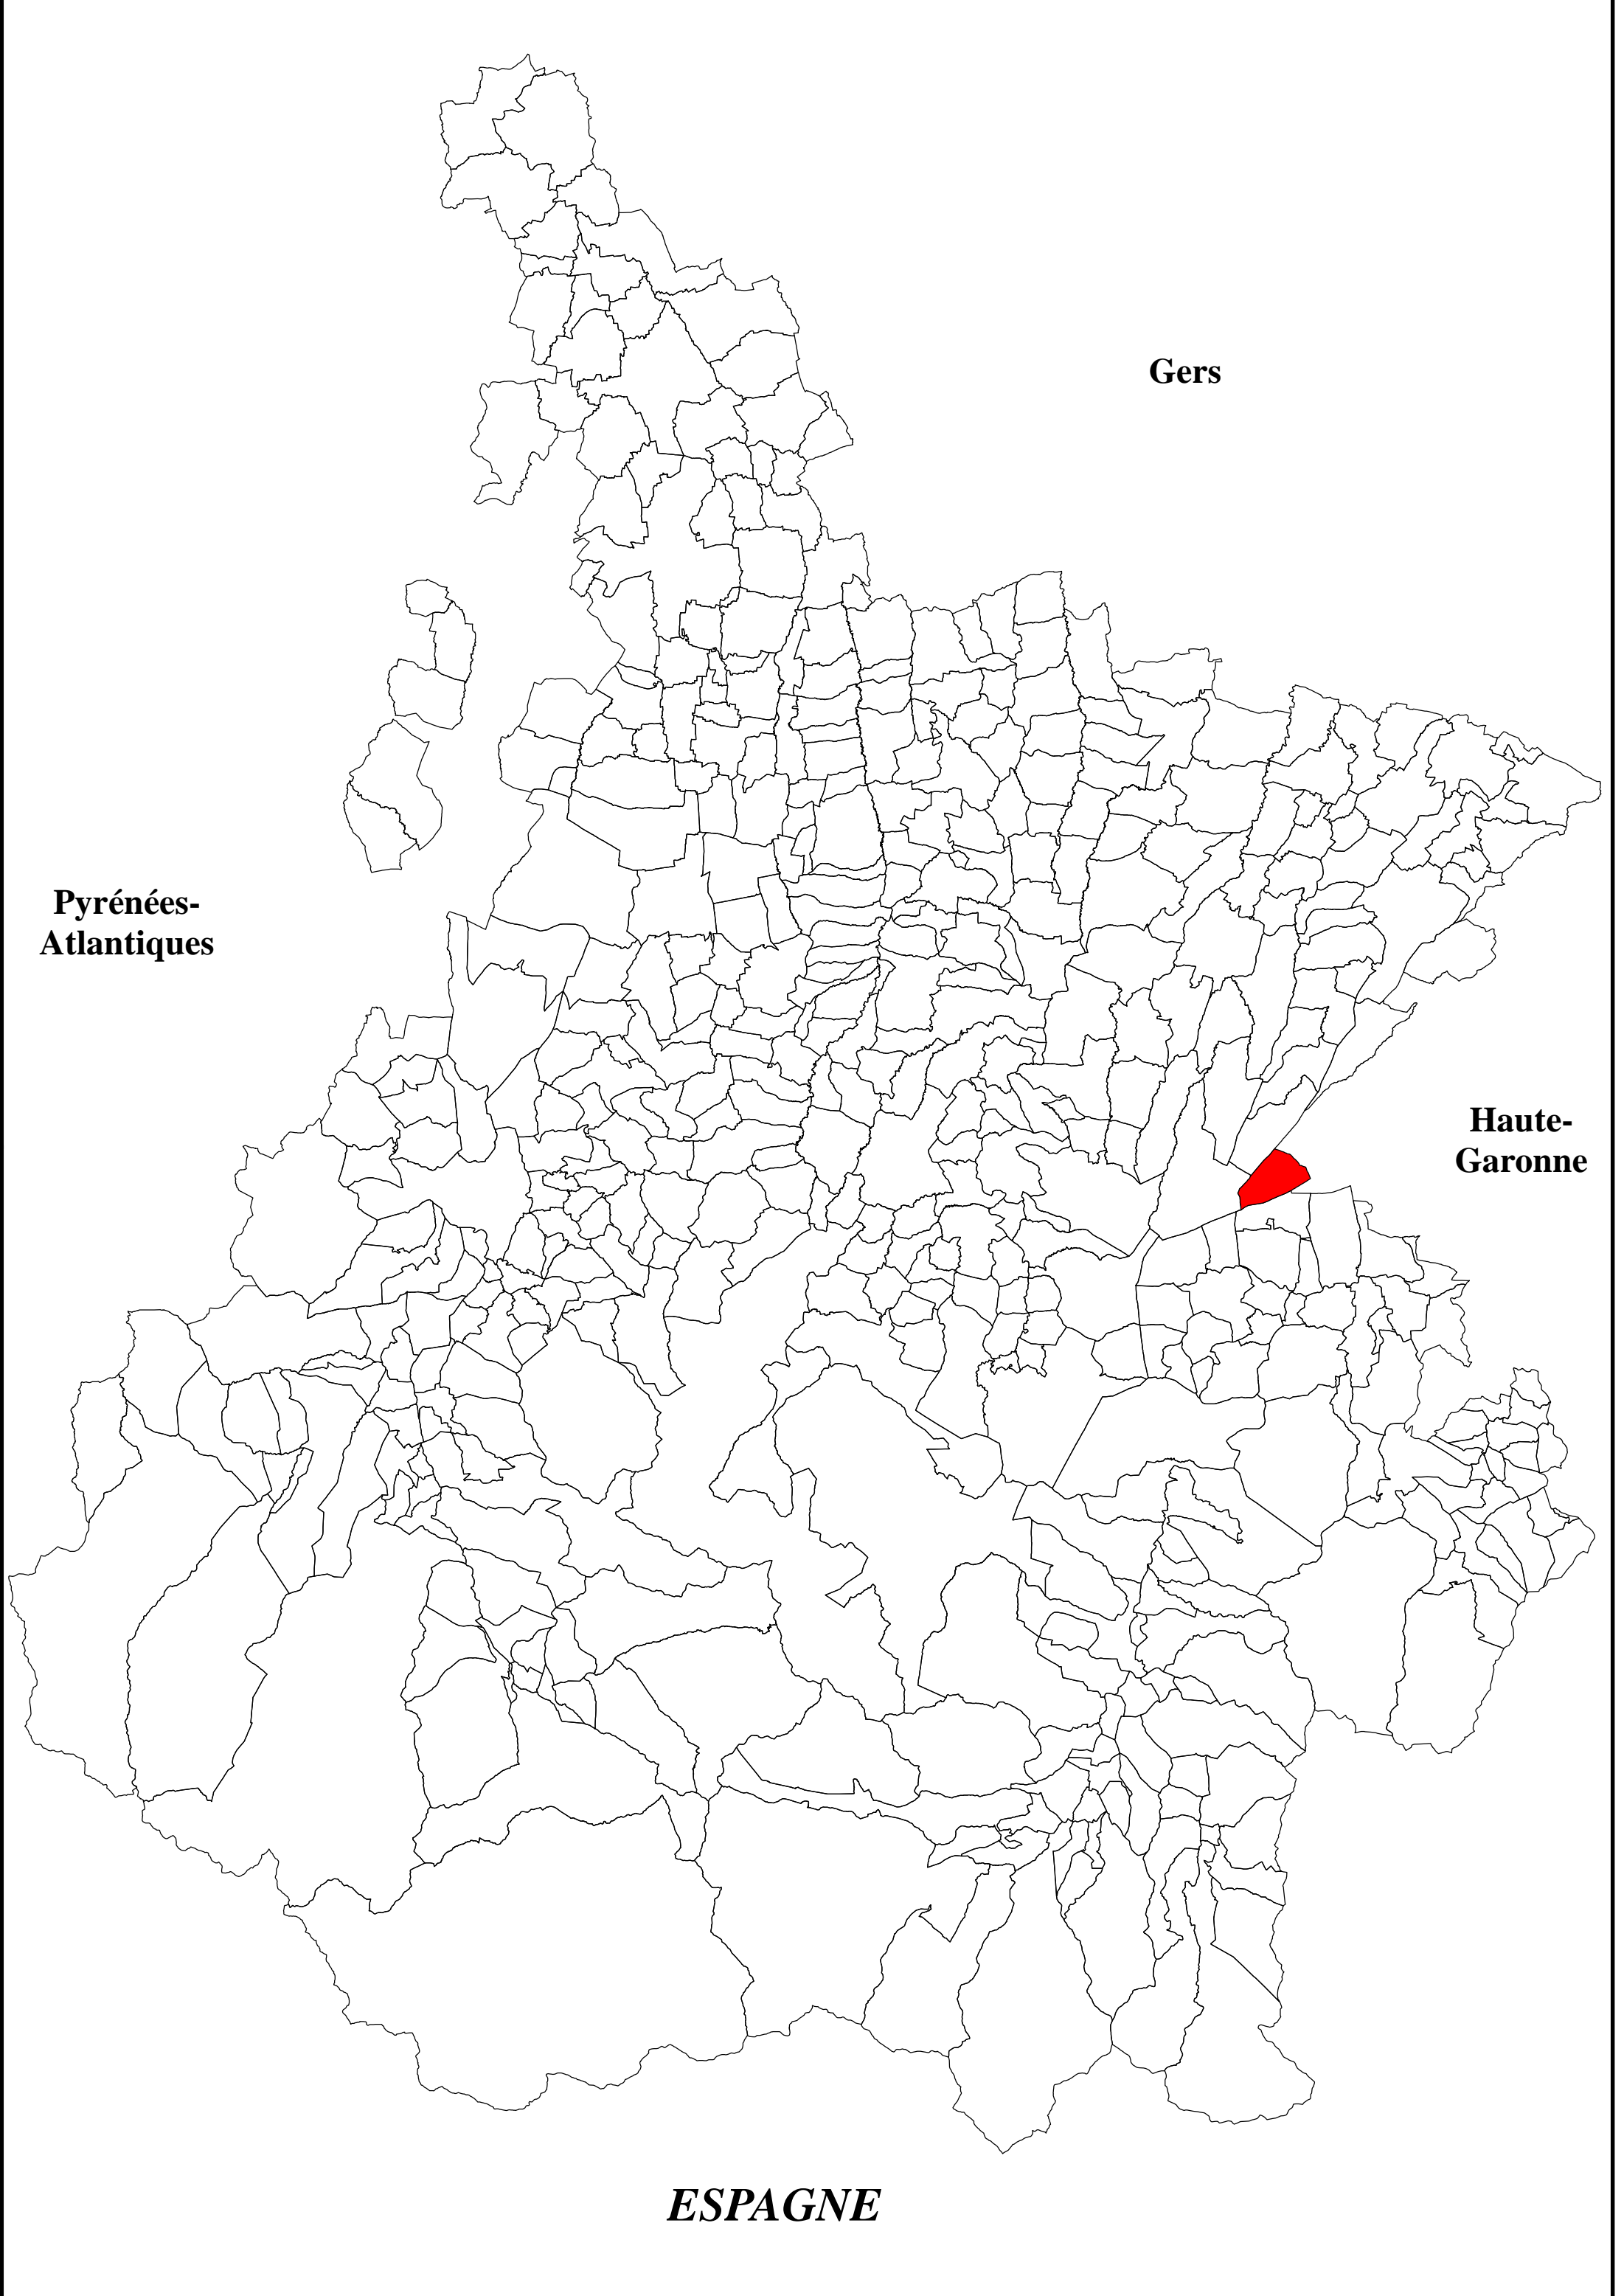 Gers
Pyrénées-
Atlantiques
Haute-
Garonne
ESPAGNE